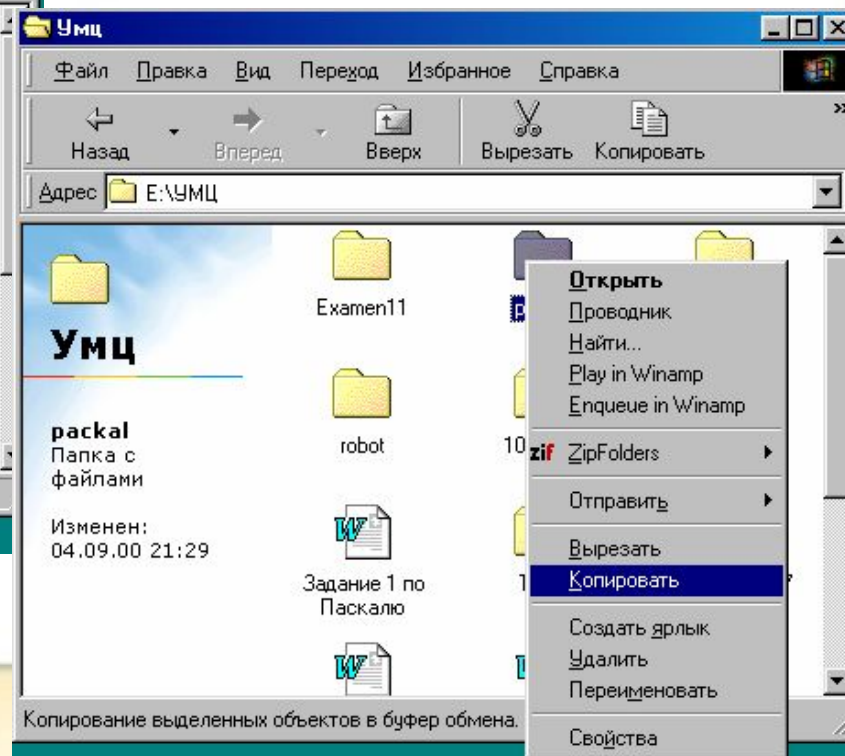 Умц
Файл Правка Вид Переход Избранное Справка
Назад Вперед Вверх Вырезать Копировать »
Адрес E:\УМЦ
Умц
packal
Папка с
файлами
Изменен:
04.09.00 21:29
Examen11
robot
10
Задание 1 по
Паскалю
Открыть
Проводник
Найти...
Play in Winamp
Enqueue in Winamp
zif ZipFolders
Отправить
Вырезать
Копировать
Создать ярлык
Удалить
Переименовать
Свойства
Копирование выделенных объектов в буфер обмена.